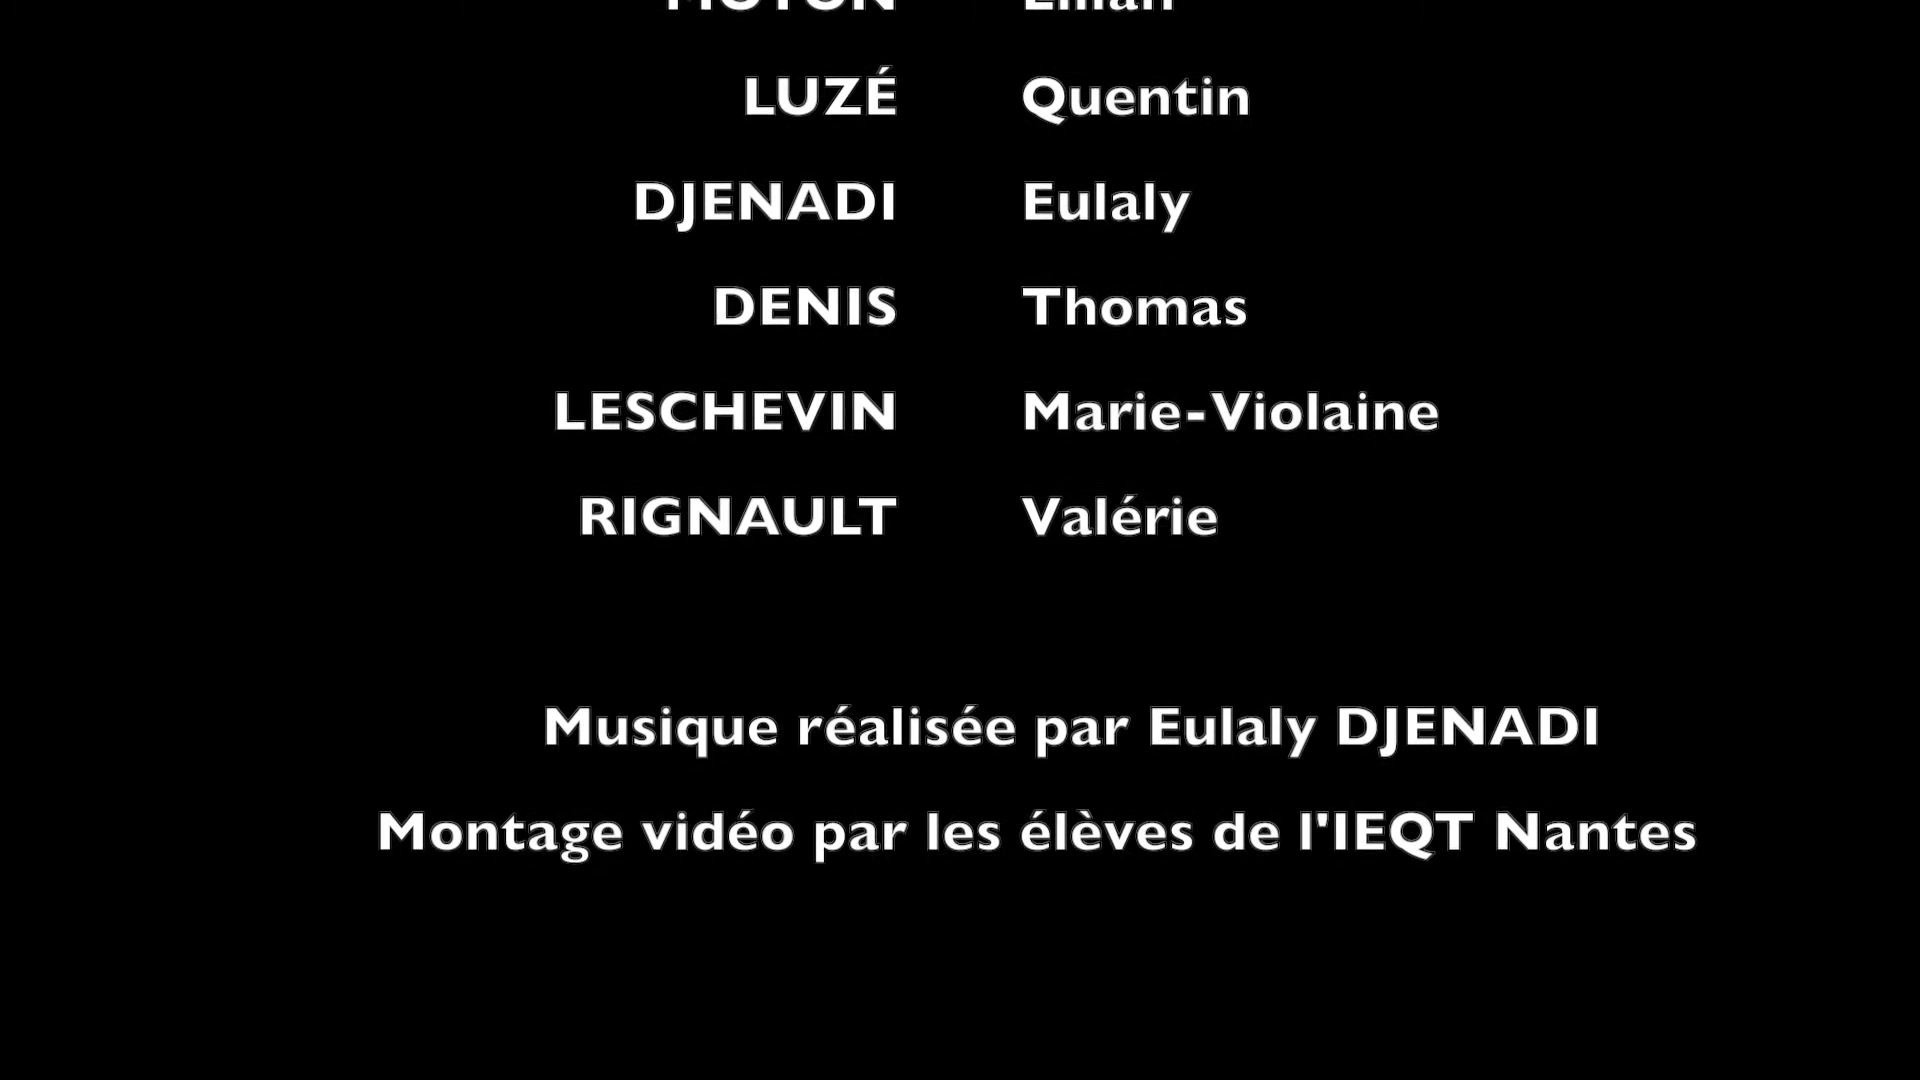 LUZÉ Quentin
DJENADI Eulaly
DENIS Thomas
LESCHEVIN Marie-Violaine
RIGNAULT Valérie
Musique réalisée par Eulaly DJENADI
Montage vidéo par les élèves de l'IEQT Nantes